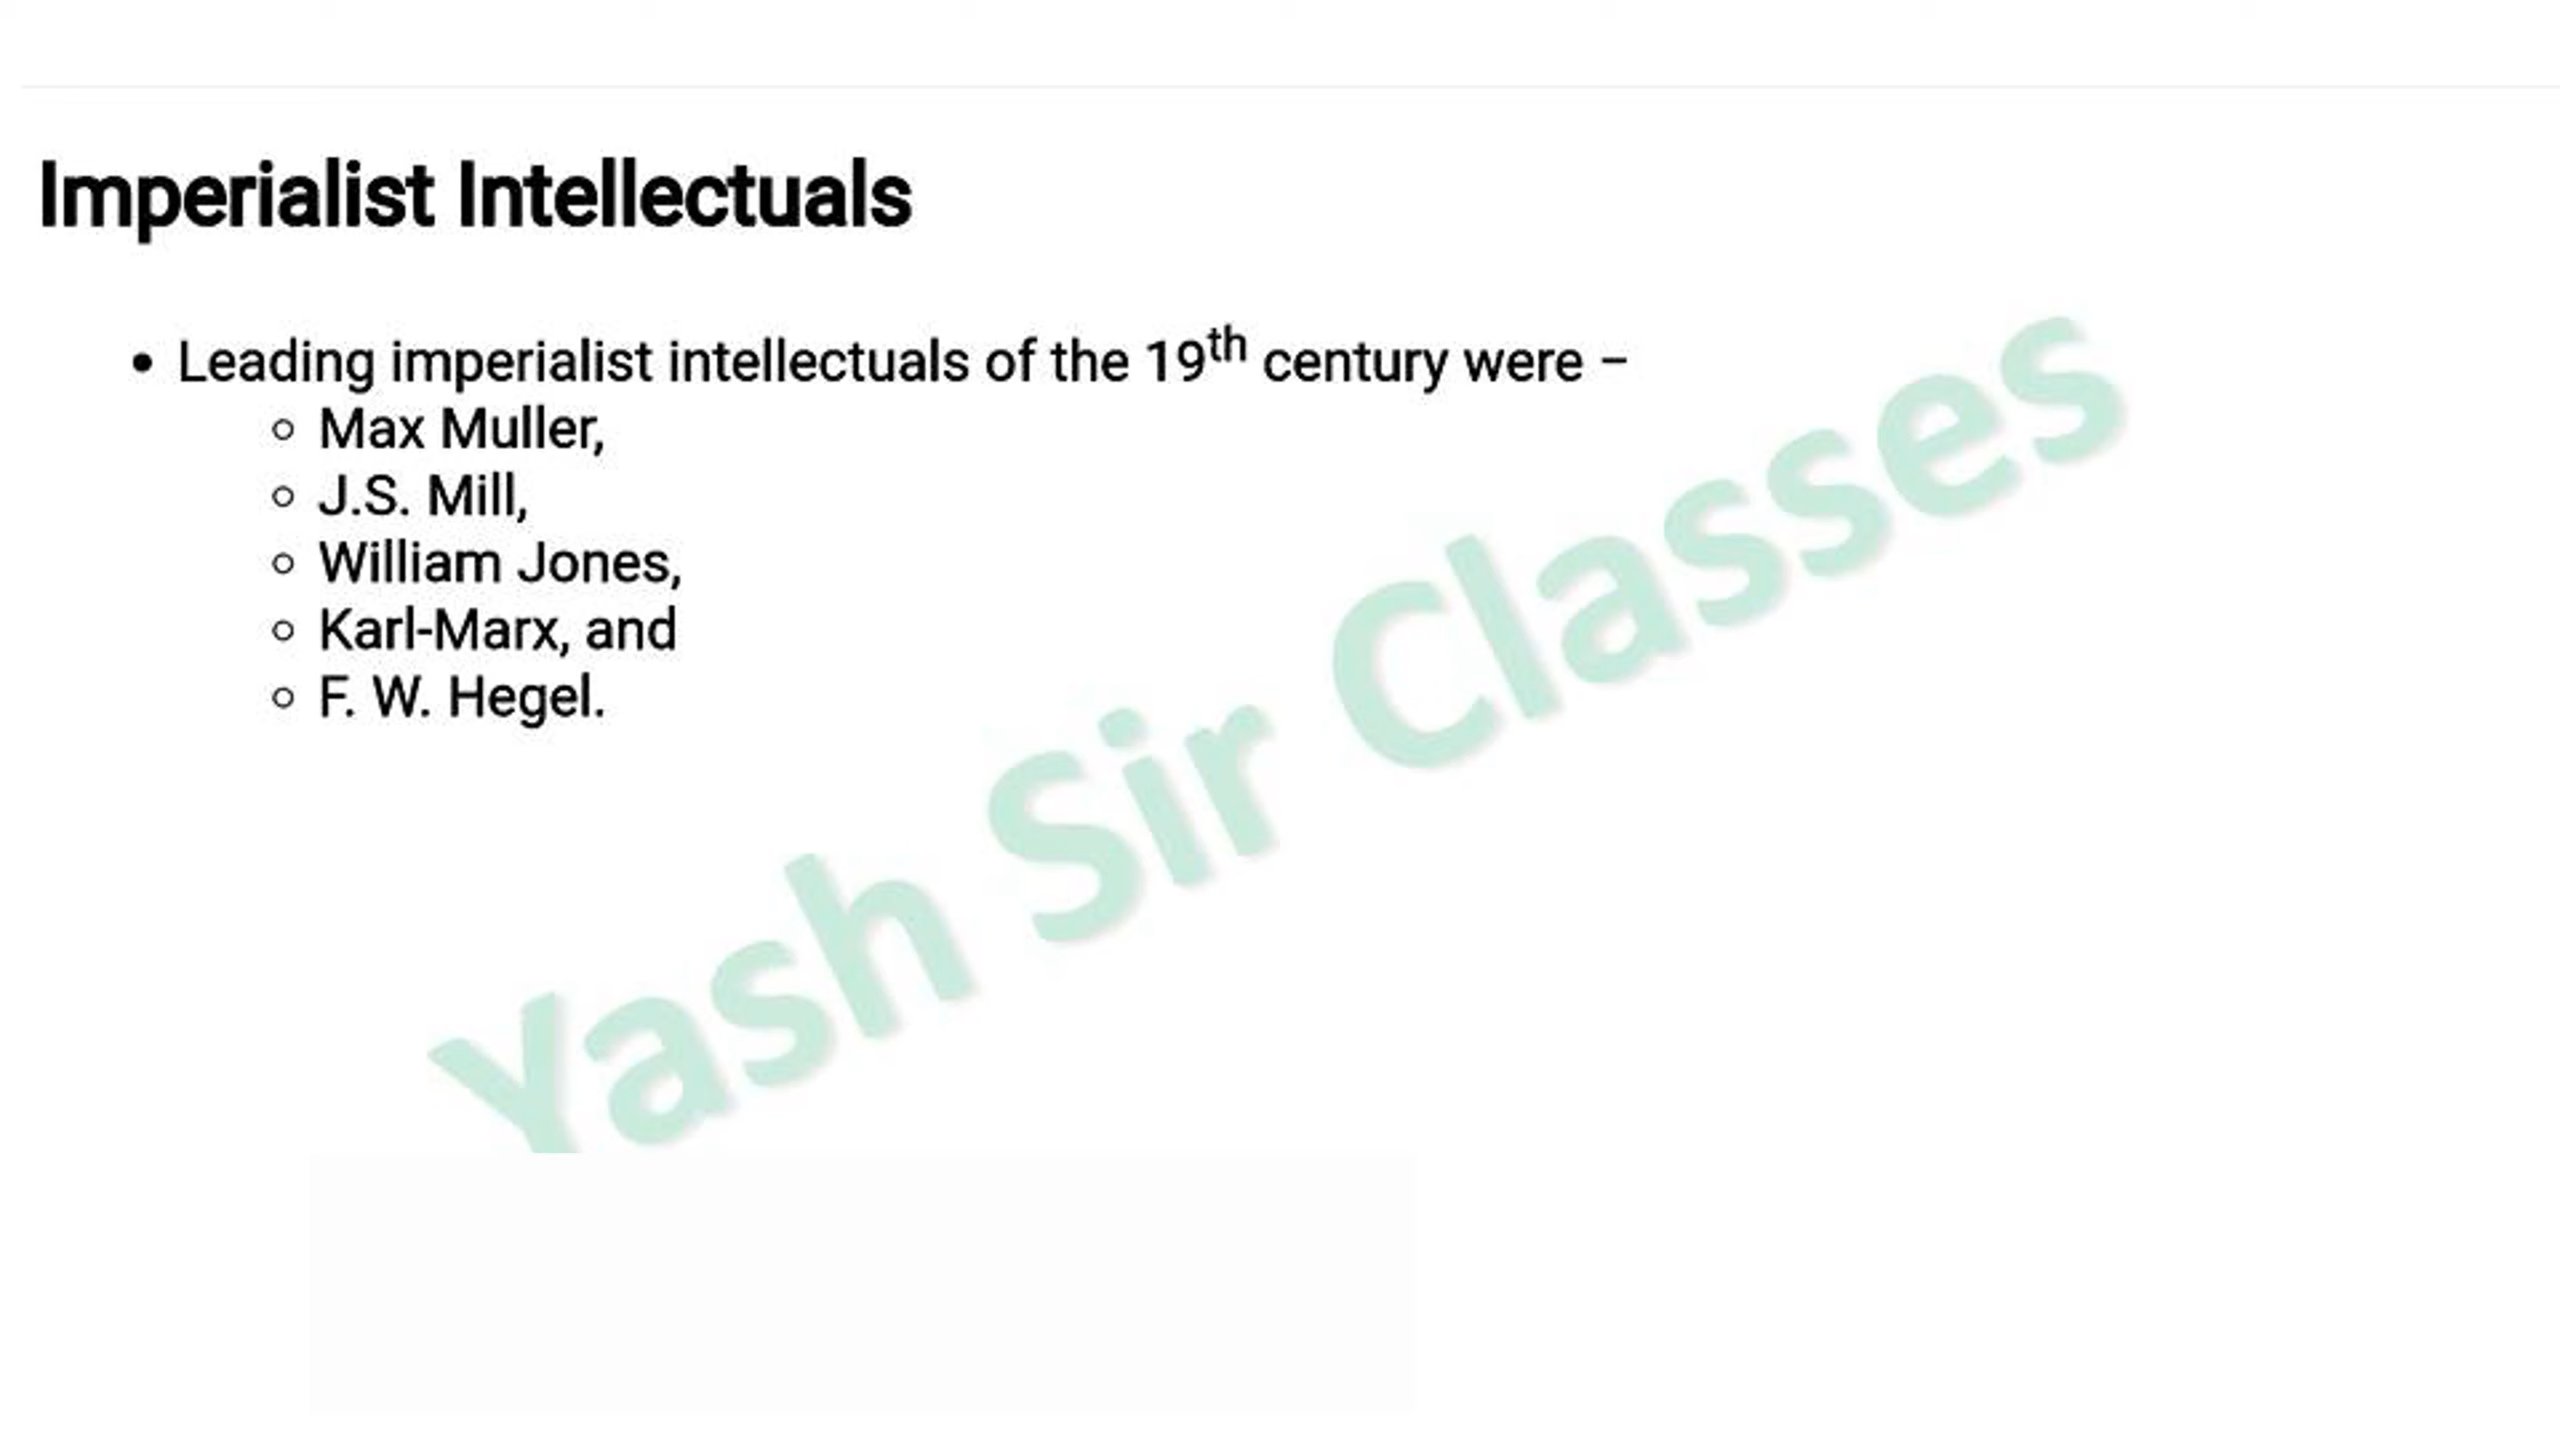 Imperialist Intellectuals
• Leading imperialist intellectuals of the 19th century were –
○ Max Muller,
○ J.S. Mill,
○ William Jones,
○ Karl-Marx, and
○ F. W. Hegel.
Yash Sir Classes